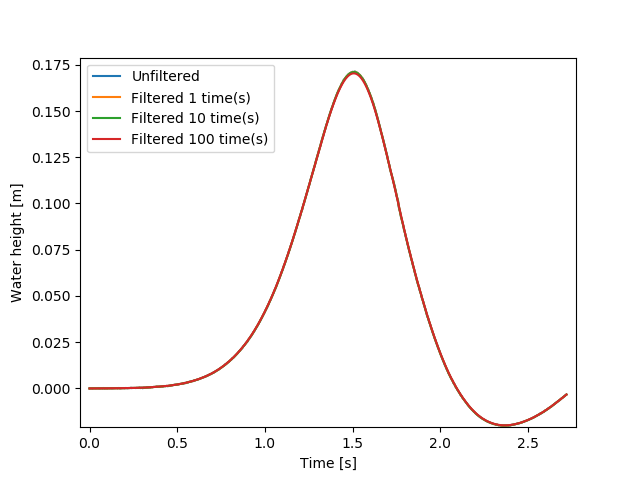 Unfiltered
Filtered 1 time(s)
Filtered 10 time(s)
Filtered 100 time(s)
0.175
0.150
0.125
0.100
0.075
0.050
0.025
0.000
Water height [m]
0.0 0.5 1.0 1.5 2.0 2.5
Time [s]